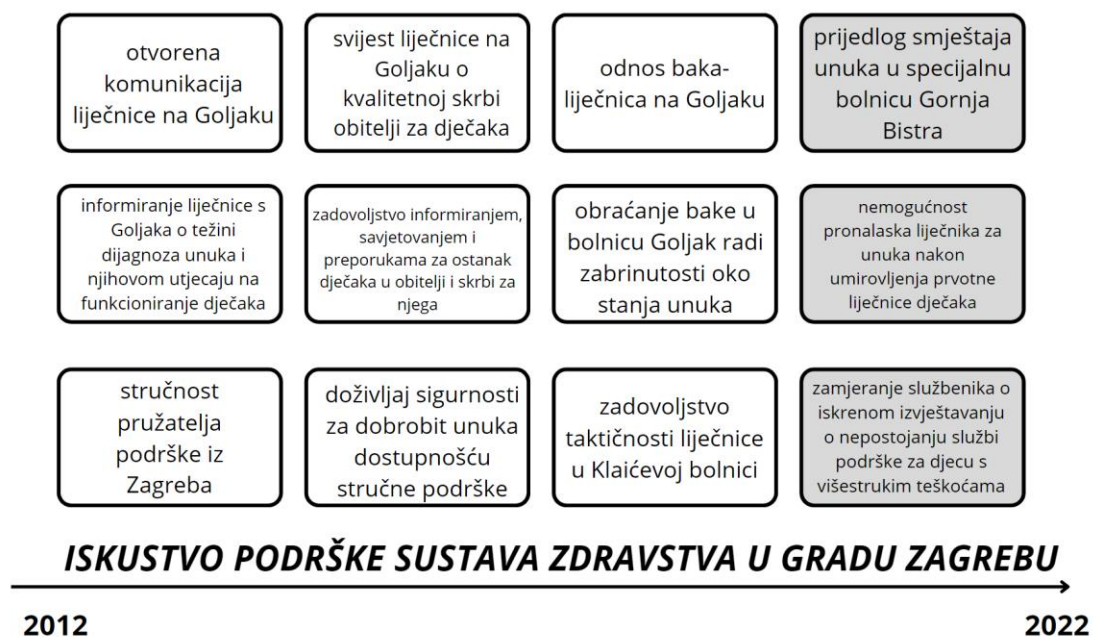 otvorena
komunikacija
liječnice na Goljaku
svijest liječnice na
Goljaku o
kvalitetnoj skrbi
obitelji za dječaka
odnos baka-
liječnica na Goljaku
prijedlog smještaja
unuka u specijalnu
bolnicu Gornja
Bistra
informiranje liječnice s
Goljaka o težini
dijagnoza unuka i
njihovom utjecaju na
funkcioniranje dječaka
zadovoljstvo informiranjem,
savjetovanjem i
preporukama za ostanak
dječaka u obitelji i skrbi za
njega
obraćanje bake u
bolnicu Goljak radi
zabrinutosti oko
stanja unuka
nemogućnost
pronalaska liječnika za
unuka nakon
umirovljenja prvotne
liječnice dječaka
stručnost
pružatelja
podrške iz
Zagreba
doživljaj sigurnosti
za dobrobit unuka
dostupnošću
stručne podrške
zadovoljstvo
taktičnosti liječnice
u Klaićevoj bolnici
zamjeranje službenika o
iskrenom izvještavanju
o nepostojanju službi
podrške za djecu s
višestrukim teškoćama
ISKUSTVO PODRŠKE SUSTAVA ZDRAVSTVA U GRADU ZAGREBU
2012
2022